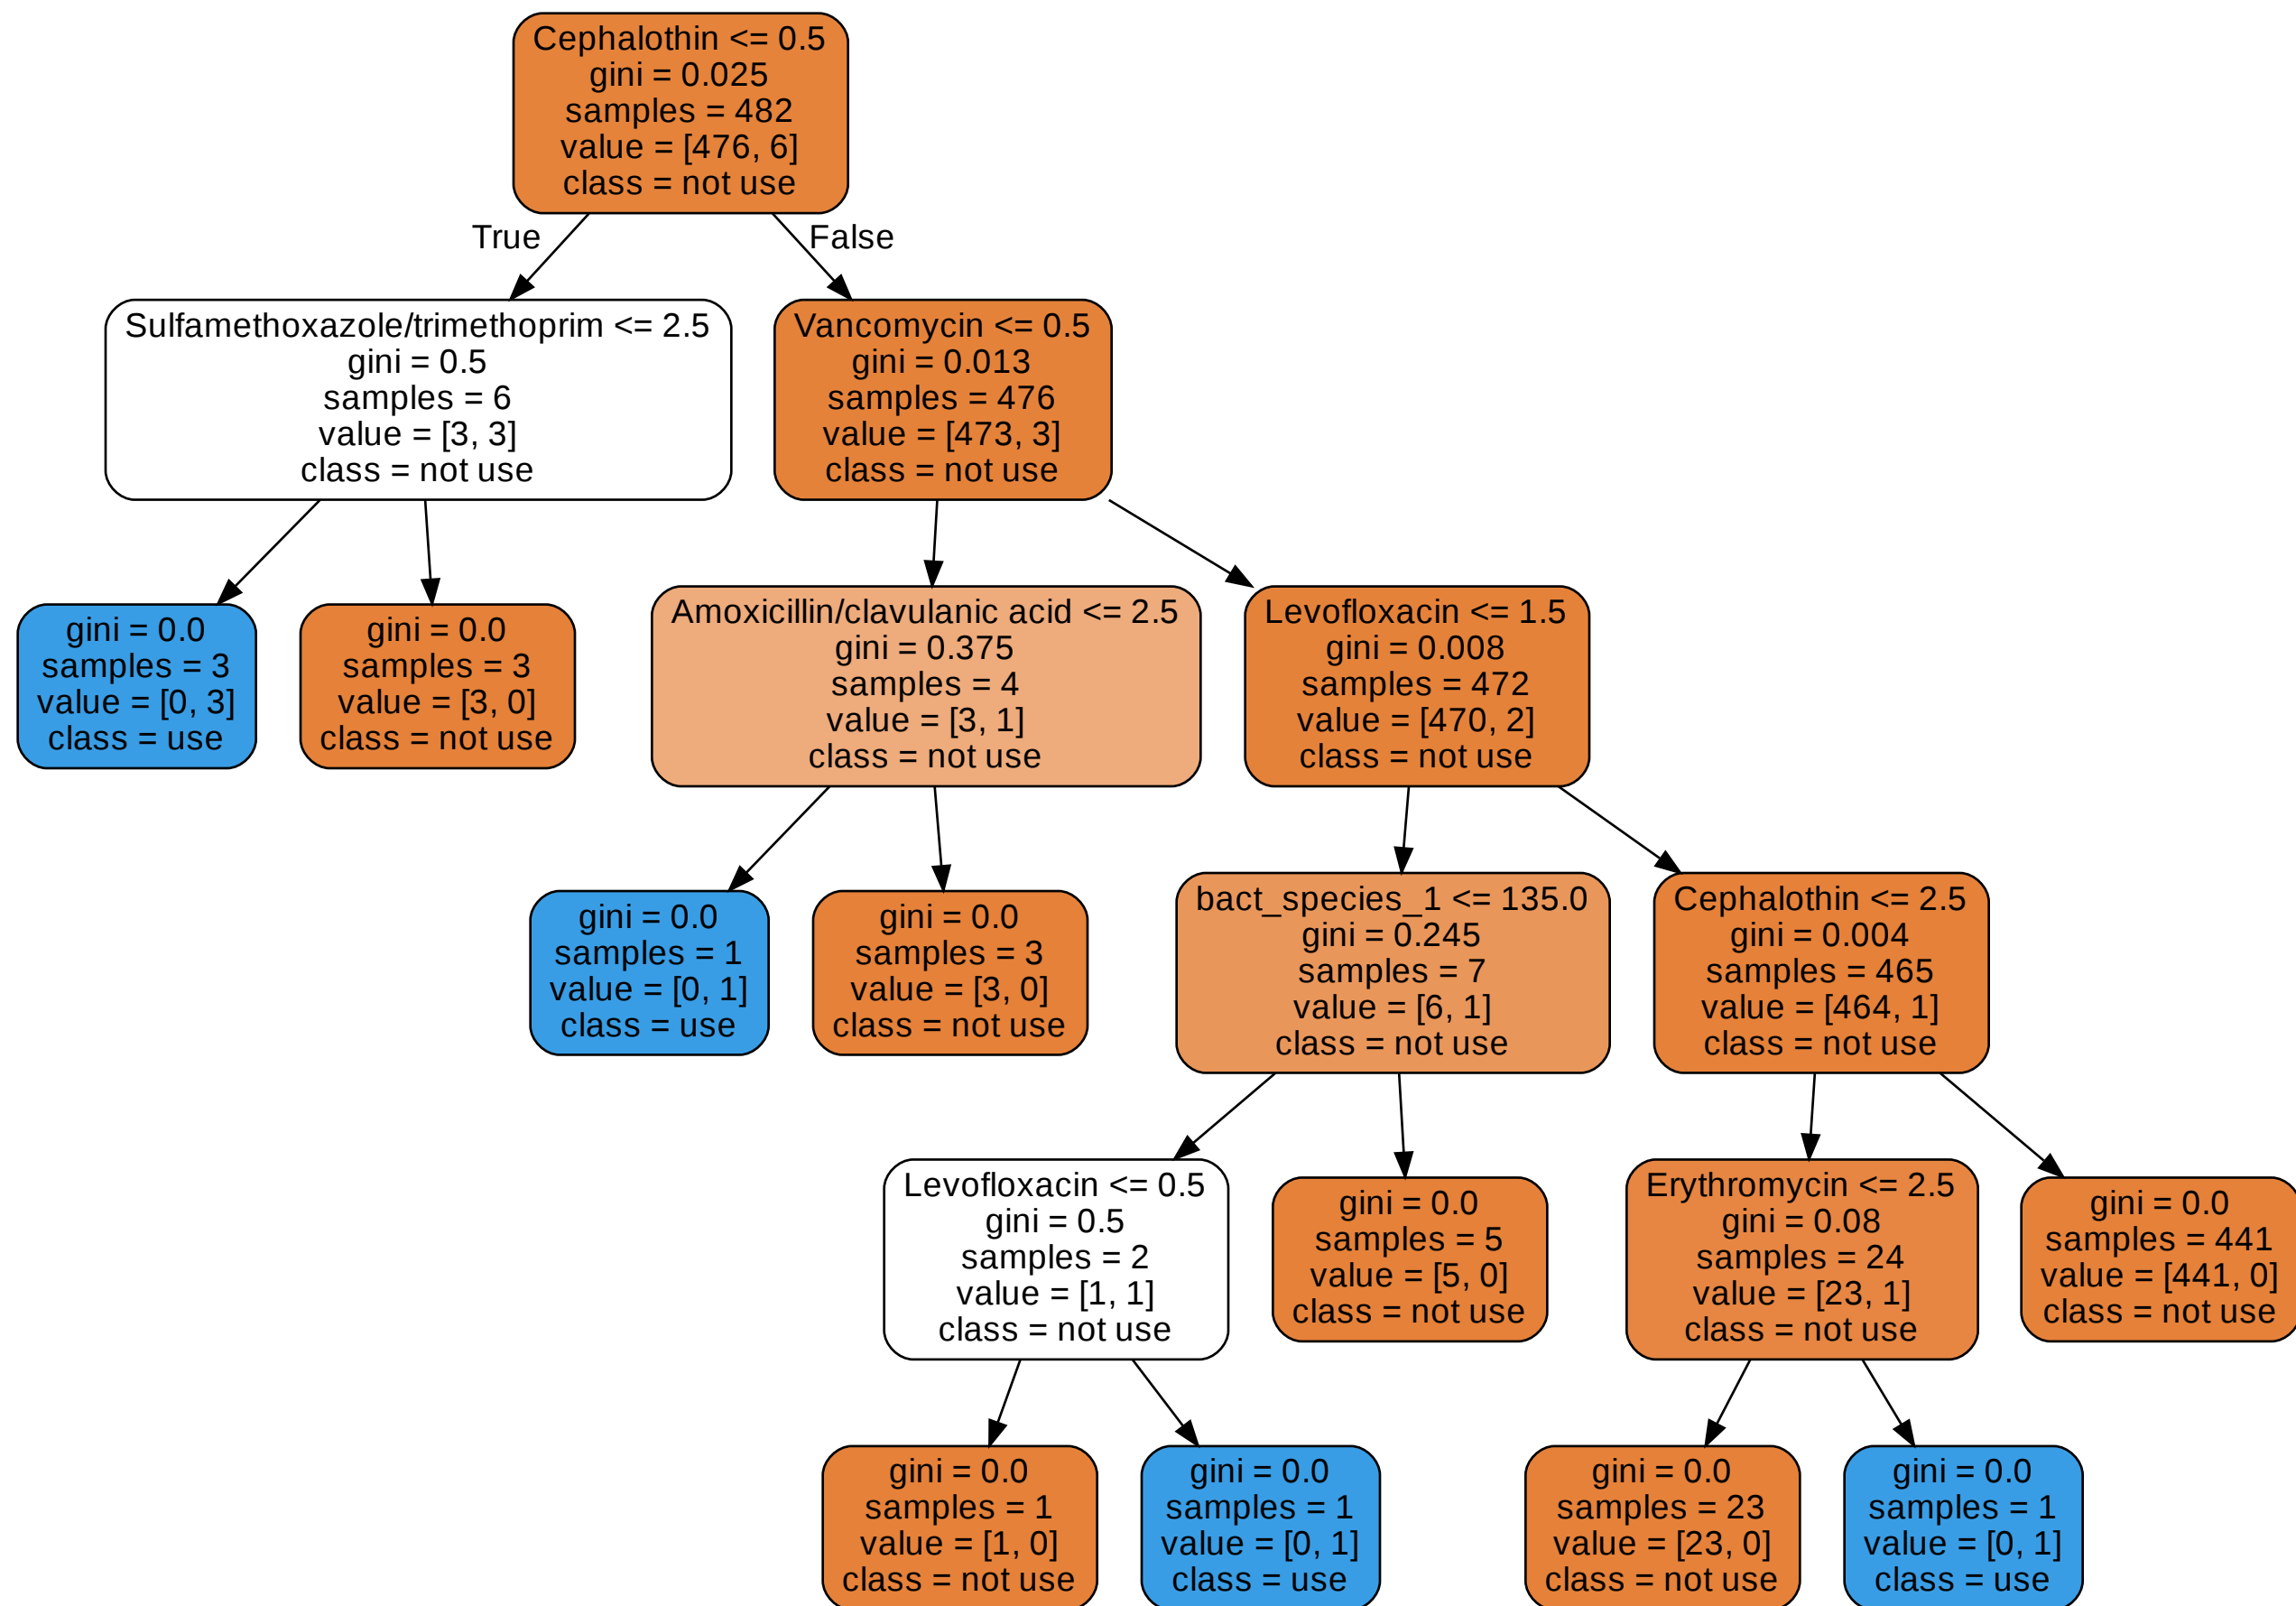 Cephalothin <= 0.5
gini = 0.025
samples = 482
value = [476, 6]
class = not use
True
False
Sulfamethoxazole/trimethoprim <= 2.5
gini = 0.5
samples = 6
value = [3, 3]
class = not use
Vancomycin <= 0.5
gini = 0.013
samples = 476
value = [473, 3]
class = not use
gini = 0.0
samples = 3
value = [0, 3]
class = use
gini = 0.0
samples = 3
value = [3, 0]
class = not use
Amoxicillin/clavulanic acid <= 2.5
gini = 0.375
samples = 4
value = [3, 1]
class = not use
Levofloxacin <= 1.5
gini = 0.008
samples = 472
value = [470, 2]
class = not use
gini = 0.0
samples = 1
value = [0, 1]
class = use
gini = 0.0
samples = 3
value = [3, 0]
class = not use
bact_species_1 <= 135.0
gini = 0.245
samples = 7
value = [6, 1]
class = not use
Cephalothin <= 2.5
gini = 0.004
samples = 465
value = [464, 1]
class = not use
Levofloxacin <= 0.5
gini = 0.5
samples = 2
value = [1, 1]
class = not use
gini = 0.0
samples = 5
value = [5, 0]
class = not use
Erythromycin <= 2.5
gini = 0.08
samples = 24
value = [23, 1]
class = not use
gini = 0.0
samples = 441
value = [441, 0]
class = not use
gini = 0.0
samples = 1
value = [1, 0]
class = not use
gini = 0.0
samples = 1
value = [0, 1]
class = use
gini = 0.0
samples = 23
value = [23, 0]
class = not use
gini = 0.0
samples = 1
value = [0, 1]
class = use